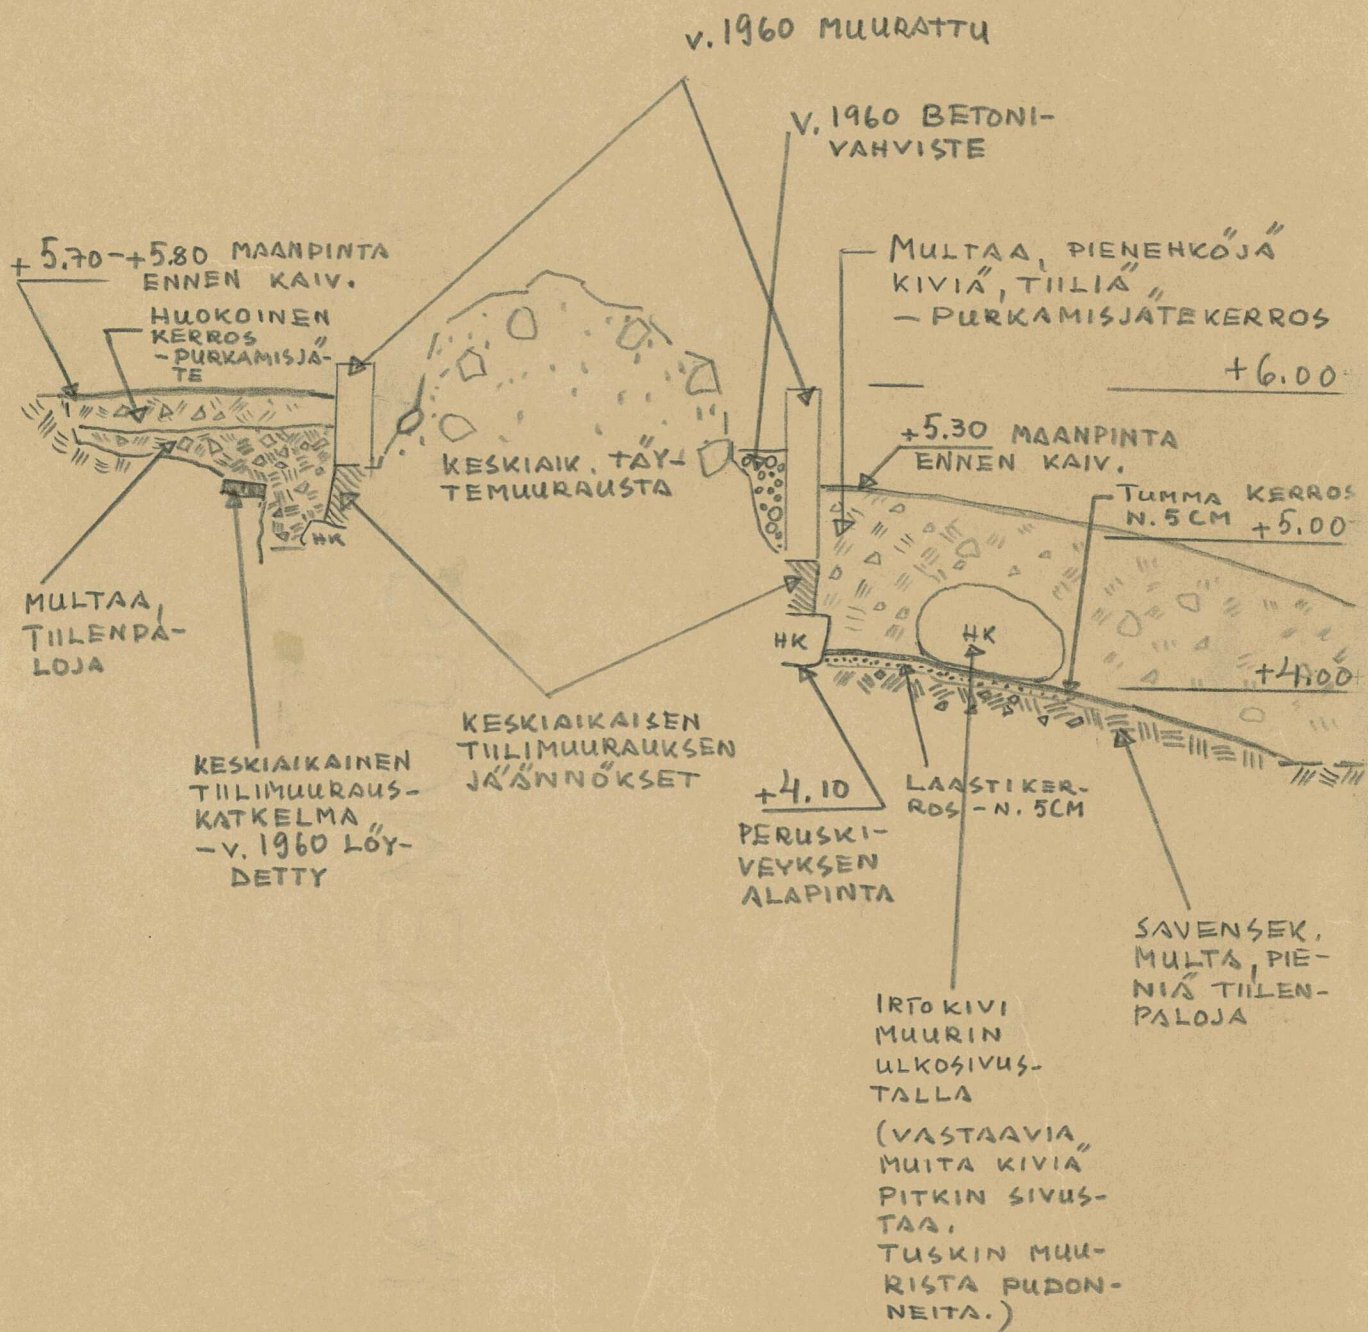 v. 1960 MUURATTU
V. 1960 BETONI-
VAHVISTE
+5.70-+5.80 MAANPINTA
ENNEN KAIV.
HUOKOINEN
KERROS
-PURKAMISJÄ-
TE
MULTAA, PIENEHKÖJÄ
KIVIÄ, TIILIÄ
- PURKAMISJÄTEKERROS
+6.00
+5.30 MAANPINTA
ENNEN KAIV.
KESKIAIK. TÄY-
TEMUURAUSTA
TUMMA KERROS
N. 5 CM
+5.00
HK
MULTAA,
TIILENPA-
LOJA
HK
HK
+4.00
KESKIAIKAISEN
TIILIMUURAUKSEN
JÄÄNNÖKSET
KESKIAIKAINEN
TIILIMUURAUS-
KATKELMA
- V. 1960 LÖY-
DETTY
+4.10
PERUSKI-
VEYKSEN
ALAPINTA
LAASTIKER-
ROS - N. 5CM
SAVENSEK.
MULTA, PIE-
NIÄ TIILEN-
PALOJA
IRTOKIVI
MUURIN
ULKOSIVUS-
TALLA
(VASTAAVIA
MUITA KIVIÄ
PITKIN SIVUS-
TAA.
TUSKIN MUU-
RISTA PUDON-
NEITA.)